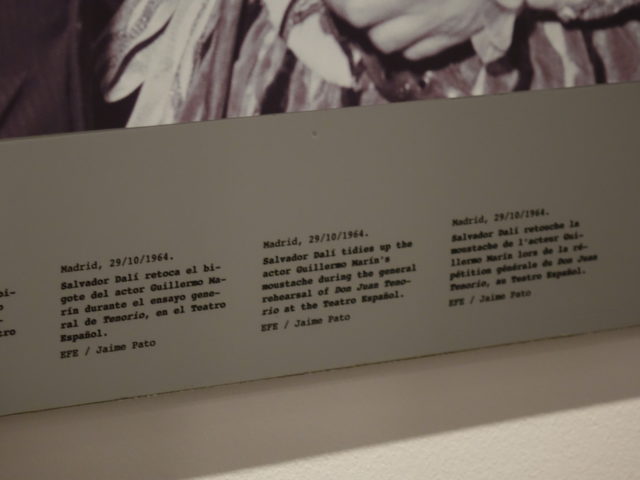 Madrid, 29/10/1964.
Salvador Dalí retoca el bi-
gote del actor Guillermo Ma-
rín durante el ensayo gene-
ral de Tenorio, en el Teatro
Español.
EFE / Jaime Pato
Madrid, 29/10/1964.
Salvador Dalí tidies up the
actor Guillermo Marín's
moustache during the general
rehearsal of Don Juan Teno-
rio at the Teatro Español.
EFE / Jaime Pato
Madrid, 29/10/1964.
Salvador Dalí retouche la
moustache de l'acteur Gui-
llermo Marín lors de la ré-
pétition générale du Don Juan
Tenorio, au Teatro Español.
EFE / Jaime Pato